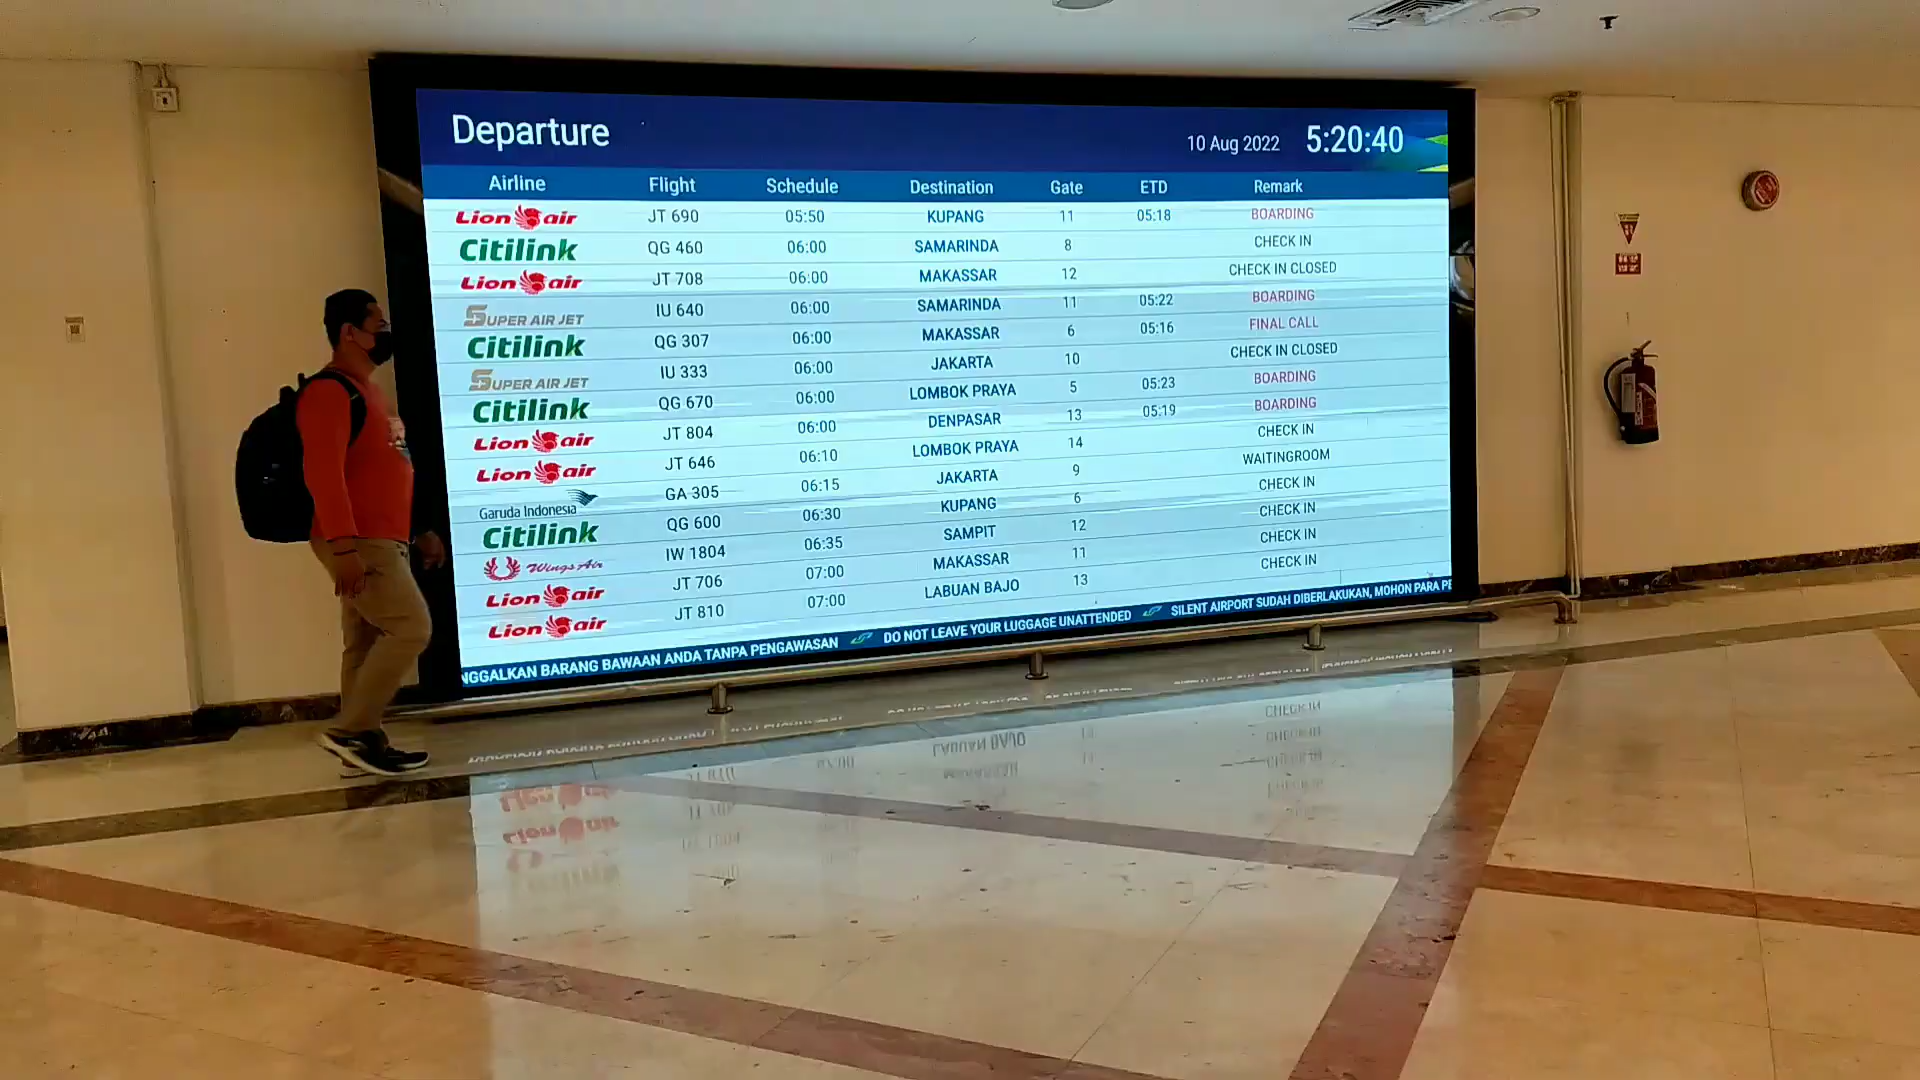 Departure 10 Aug 2022 5:20:40
Airline Flight Schedule Destination Gate ETD Remark
Lion air JT 690 05:50 KUPANG 11 05:18 BOARDING
Citilink QG 460 06:00 SAMARINDA 8 CHECK IN
Lion air JT 708 06:00 MAKASSAR 12 CHECK IN CLOSED
SUPER AIR JET IU 640 06:00 SAMARINDA 11 05:22 BOARDING
Citilink QG 307 06:00 MAKASSAR 6 05:16 FINAL CALL
SUPER AIR JET IU 333 06:00 JAKARTA 10 CHECK IN CLOSED
Citilink QG 670 06:00 LOMBOK PRAYA 5 05:23 BOARDING
Lion air JT 804 06:00 DENPASAR 13 05:19 BOARDING
Lion air JT 646 06:10 LOMBOK PRAYA 14 CHECK IN
Garuda Indonesia GA 305 06:15 JAKARTA 9 WAITINGROOM
Citilink QG 600 06:30 KUPANG 6 CHECK IN
Wings Air IW 1804 06:35 SAMPIT 12 CHECK IN
Lion air JT 706 07:00 MAKASSAR 11 CHECK IN
Lion air JT 810 07:00 LABUAN BAJO 13 CHECK IN
NGGALKAN BARANG BAWAAN ANDA TANPA PENGAWASAN DO NOT LEAVE YOUR LUGGAGE UNATTENDED SILENT AIRPORT SUDAH DIBERLAKUKAN, MOHON PARA PE